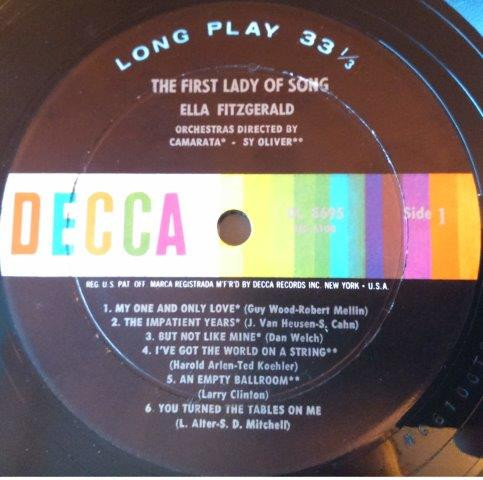 LONG PLAY 33 1/3
THE FIRST LADY OF SONG
ELLA FITZGERALD
ORCHESTRAS DIRECTED BY
CAMARATA* - SY OLIVER**
DECCA
DL 8695
Side 1
REG. U.S. PAT. OFF. MARCA REGISTRADA M'F'R'D BY DECCA RECORDS INC. NEW YORK - U.S.A.
1. MY ONE AND ONLY LOVE* (Guy Wood-Robert Mellin)
2. THE IMPATIENT YEARS* (J. Van Heusen-S. Cahn)
3. BUT NOT LIKE MINE* (Dan Welch)
4. I'VE GOT THE WORLD ON A STRING**
(Harold Arlen-Ted Koehler)
5. AN EMPTY BALLROOM**
(Larry Clinton)
6. YOU TURNED THE TABLES ON ME
(L. Alter-S. D. Mitchell)